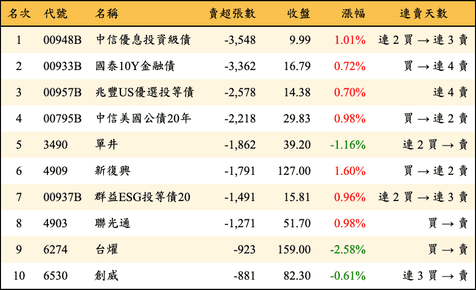 名次 代號 名稱 賣超張數 收盤 漲幅 連賣天數
1 00948B 中信優息投資級債 -3,548 9.99 1.01% 連 2 買 → 連 3 賣
2 00933B 國泰10Y金融債 -3,362 16.79 0.72% 買 → 連 4 賣
3 00957B 兆豐US優選投等債 -2,578 14.38 0.70% 連 4 賣
4 00795B 中信美國公債20年 -2,218 29.83 0.98% 買 → 連 2 賣
5 3490 單井 -1,862 39.20 -1.16% 連 2 買 → 賣
6 4909 新復興 -1,791 127.00 1.60% 買 → 連 2 賣
7 00937B 群益ESG投等債20 -1,491 15.81 0.96% 連 2 買 → 連 3 賣
8 4903 聯光通 -1,271 51.70 0.98% 買 → 賣
9 6274 台燿 -923 159.00 -2.58% 買 → 賣
10 6530 創威 -881 82.30 -0.61% 連 3 買 → 賣